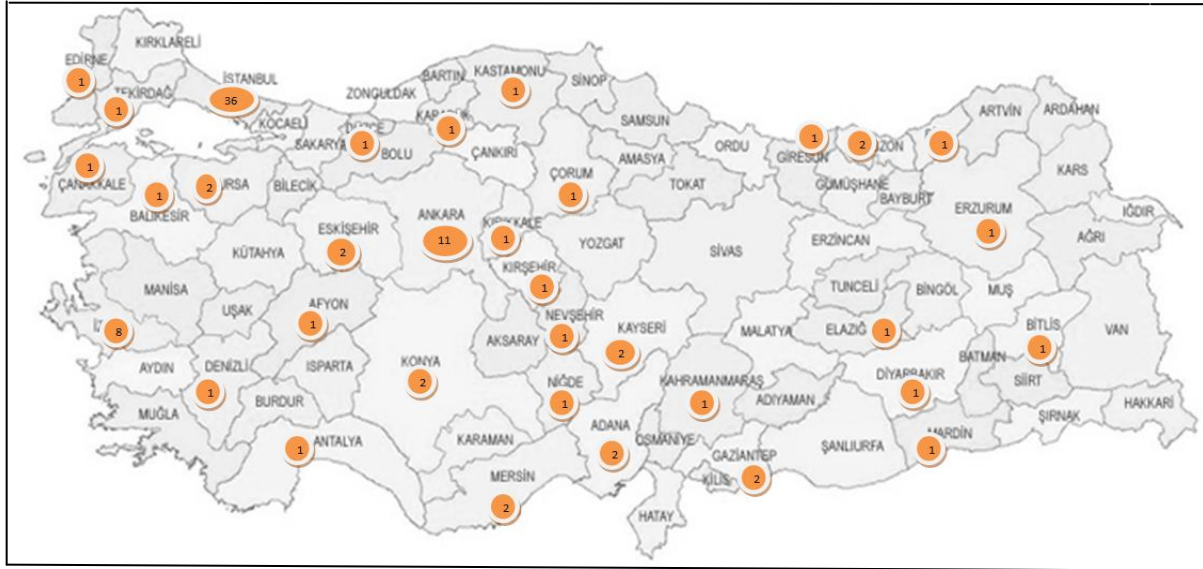 KIRKLARELİ
EDİRNE
1
TEKİRDAĞ
1
İSTANBUL
36
KOCAELİ
SAKARYA
ZONGULDAK
BARTIN
KASTAMONU
1
SİNOP
KARABÜK
1
1
BOLU
ÇANKIRI
SAMSUN
ORDU
AMASYA
TOKAT
ÇORUM
1
1
GİRESUN
2
ZON
1
ARTVİN
ARDAHAN
KARS
GÜMÜŞHANE
BAYBURT
ERZURUM
1
IĞDIR
AĞRI
1
ÇANAKKALE
1
BALIKESİR
2
URSA
BİLECİK
ESKİŞEHİR
2
ANKARA
11
KIRIKKALE
1
YOZGAT
SİVAS
ERZİNCAN
KÜTAHYA
KIRŞEHİR
1
TUNCELİ
BİNGÖL
MUŞ
MANİSA
UŞAK
AFYON
1
NEVŞEHİR
1
KAYSERİ
2
MALATYA
ELAZIĞ
1
BİTLİS
1
VAN
8
AKSARAY
AYDIN
DENİZLİ
1
ISPARTA
KONYA
2
NİĞDE
1
KAHRAMANMARAŞ
1
ADIYAMAN
DİYARBAKIR
1
BATMAN
SİİRT
HAKKARİ
ŞIRNAK
MUĞLA
BURDUR
1
ANTALYA
KARAMAN
ADANA
2
OSMANİYE
GAZİANTEP
2
KİLİS
ŞANLIURFA
MARDİN
1
MERSİN
2
HATAY